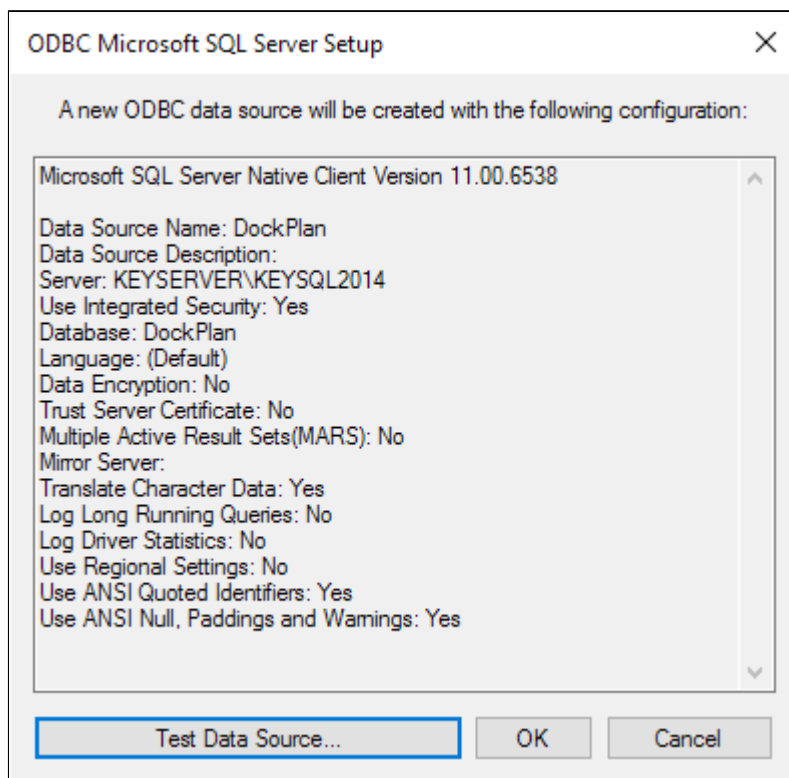 ODBC Microsoft SQL Server Setup
A new ODBC data source will be created with the following configuration:
Microsoft SQL Server Native Client Version 11.00.6538
Data Source Name: DockPlan
Data Source Description:
Server: KEYSERVER\KEYSQL2014
Use Integrated Security: Yes
Database: DockPlan
Language: (Default)
Data Encryption: No
Trust Server Certificate: No
Multiple Active Result Sets(MARS): No
Mirror Server:
Translate Character Data: Yes
Log Long Running Queries: No
Log Driver Statistics: No
Use Regional Settings: No
Use ANSI Quoted Identifiers: Yes
Use ANSI Null, Paddings and Warnings: Yes
Test Data Source... OK Cancel